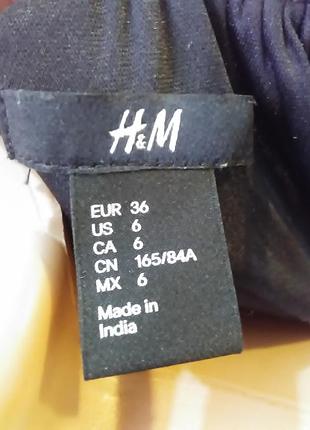 H&M
EUR 36
US 6
CA 6
CN 165/84A
MX 6
Made in
India